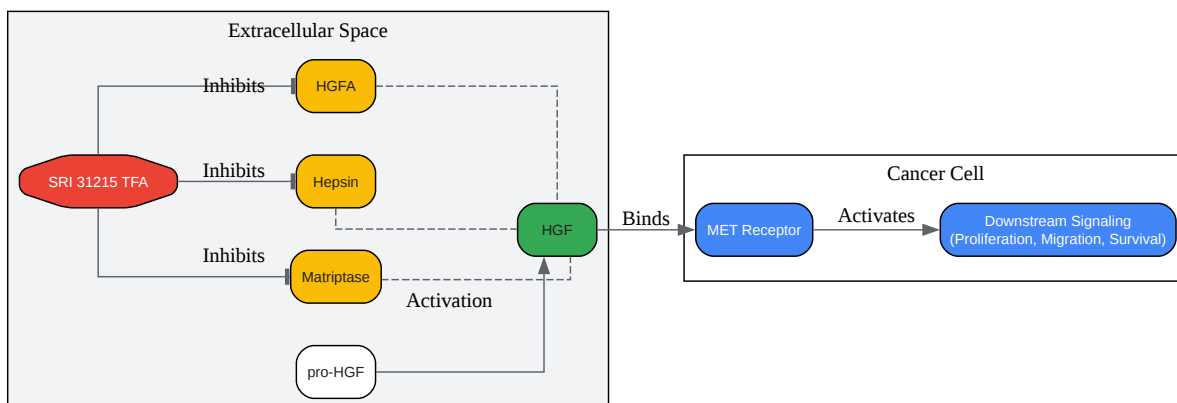 Extracellular Space
Inhibits
HGFA
SRI 31215 TFA
Inhibits
Hepsin
Inhibits
Matriptase
Activation
pro-HGF
HGF
Binds
Cancer Cell
MET Receptor
Activates
Downstream Signaling
(Proliferation, Migration, Survival)